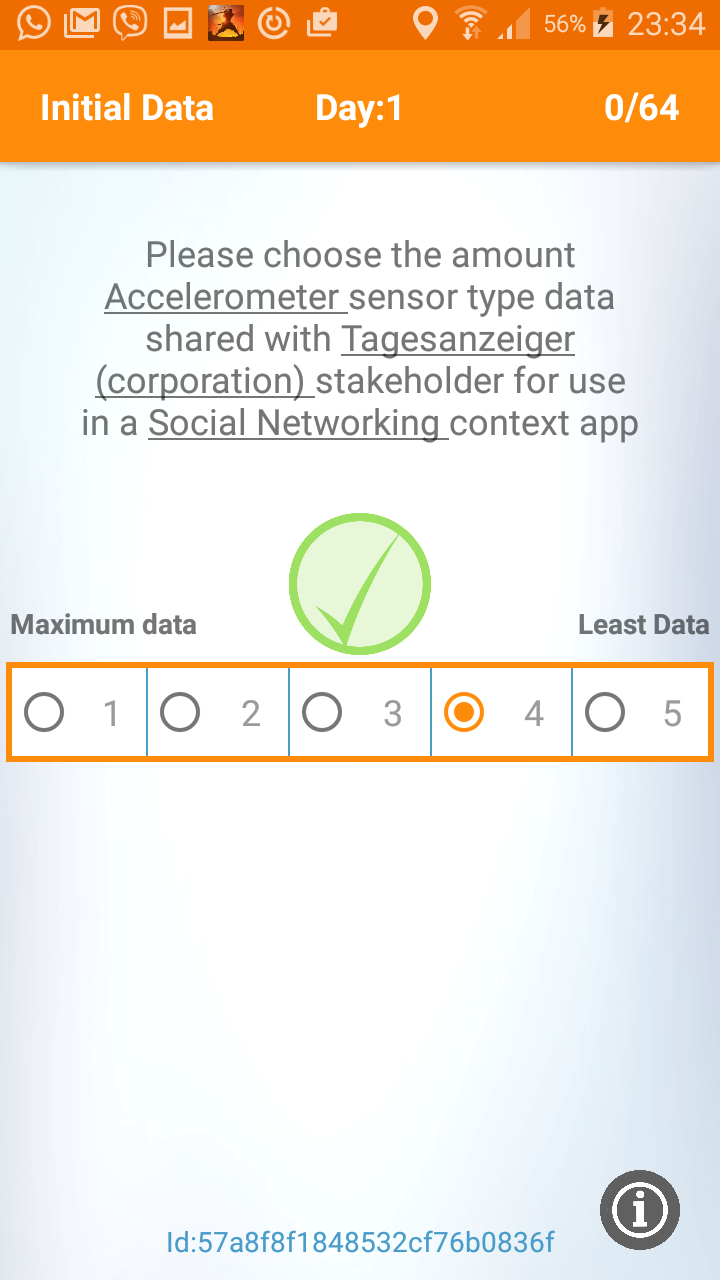 56% 23:34
Initial Data Day:1 0/64
Please choose the amount
Accelerometer sensor type data
shared with Tagesanzeiger
(corporation) stakeholder for use
in a Social Networking context app
Maximum data Least Data
1 2 3 4 5
Id:57a8f8f1848532cf76b0836f